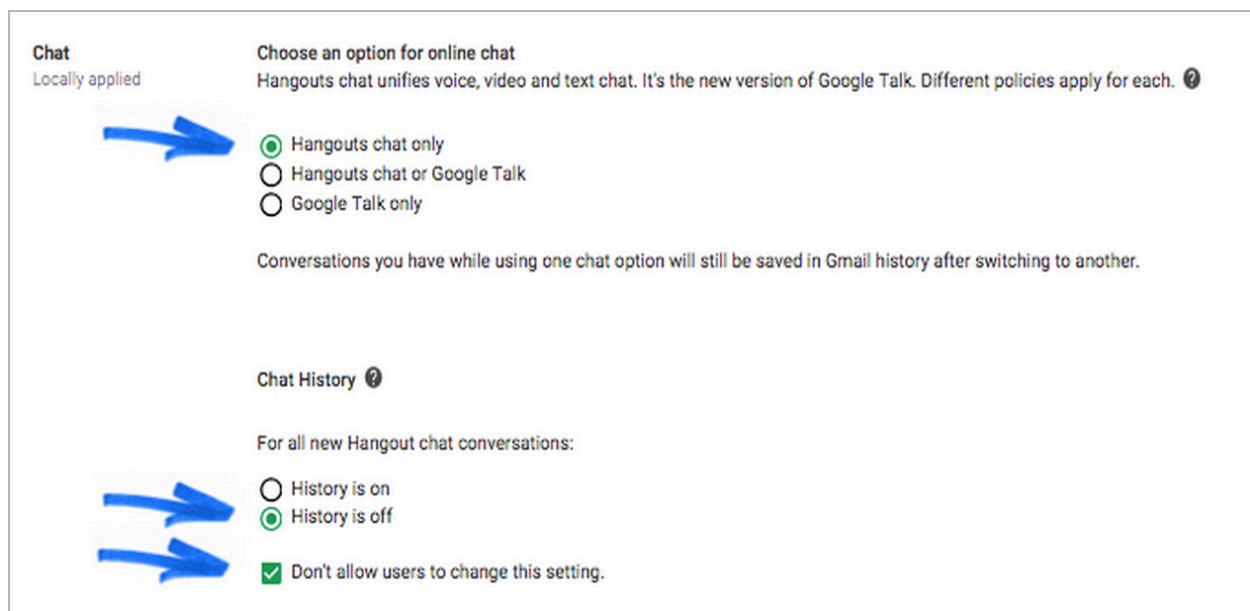 Chat
Locally applied
Choose an option for online chat
Hangouts chat unifies voice, video and text chat. It's the new version of Google Talk. Different policies apply for each. ?
Hangouts chat only
Hangouts chat or Google Talk
Google Talk only
Conversations you have while using one chat option will still be saved in Gmail history after switching to another.
Chat History ?
For all new Hangout chat conversations:
History is on
History is off
Don't allow users to change this setting.